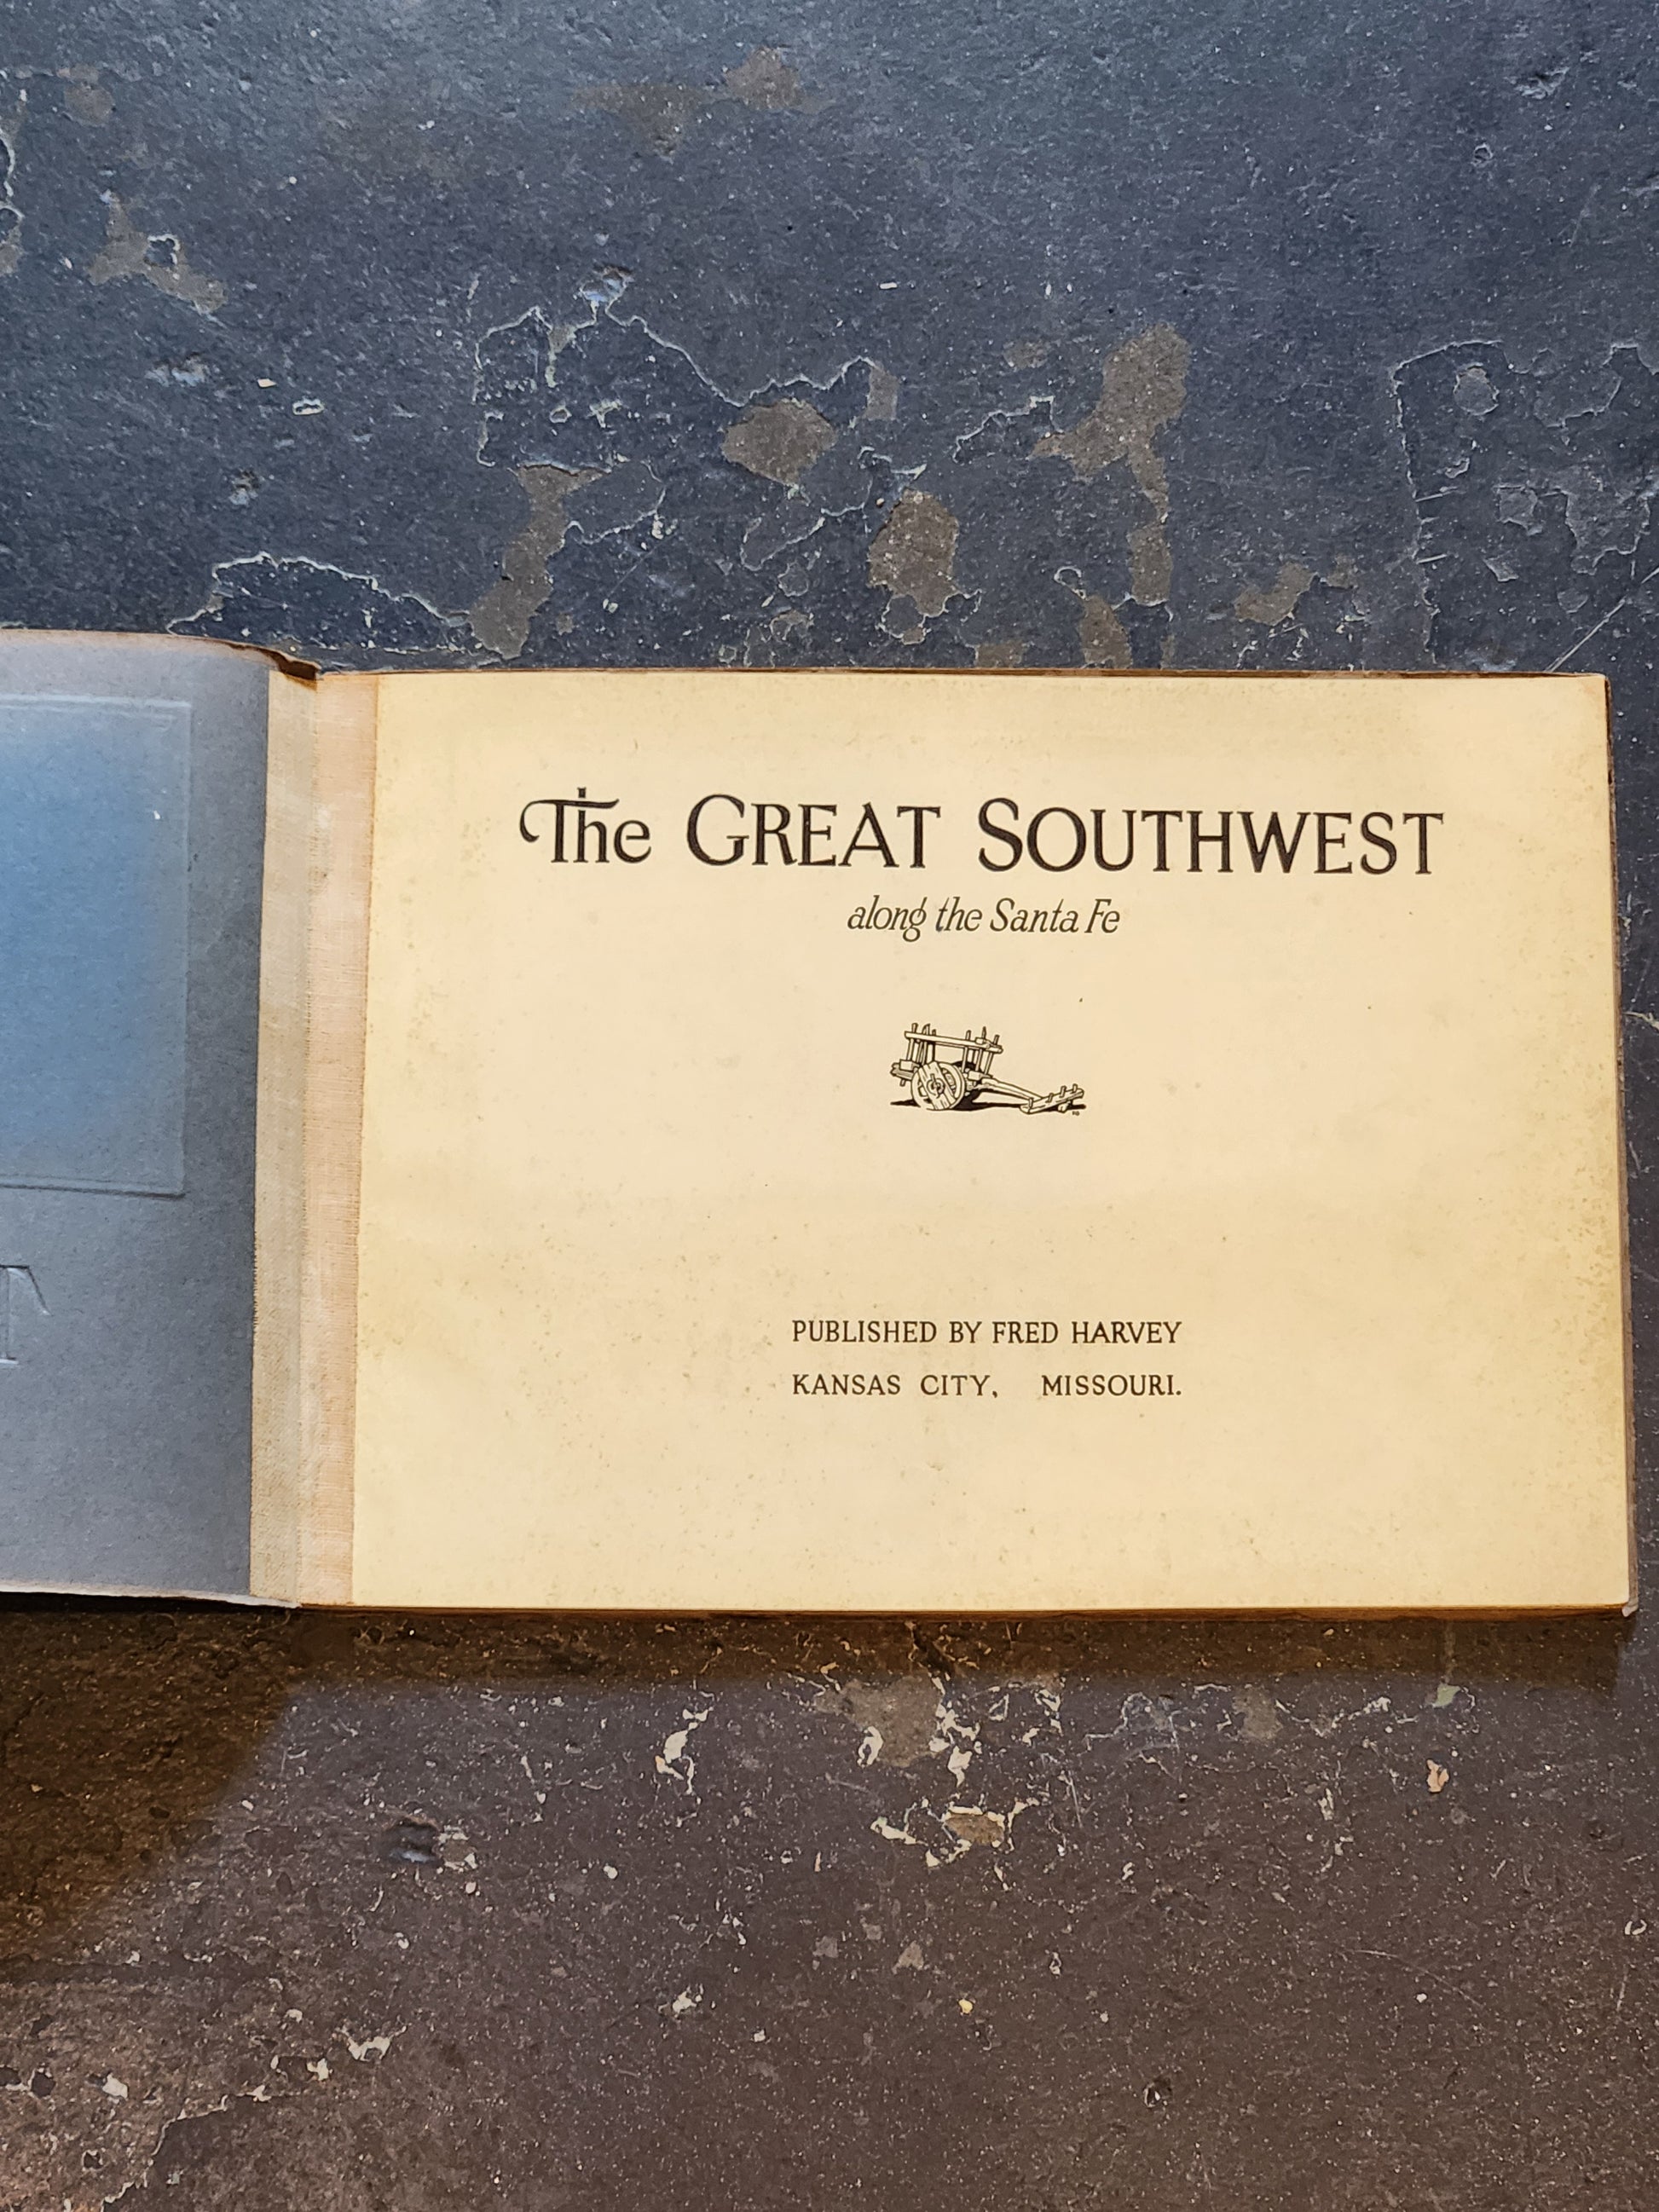 The GREAT SOUTHWEST
along the Santa Fe
PUBLISHED BY FRED HARVEY
KANSAS CITY, MISSOURI.